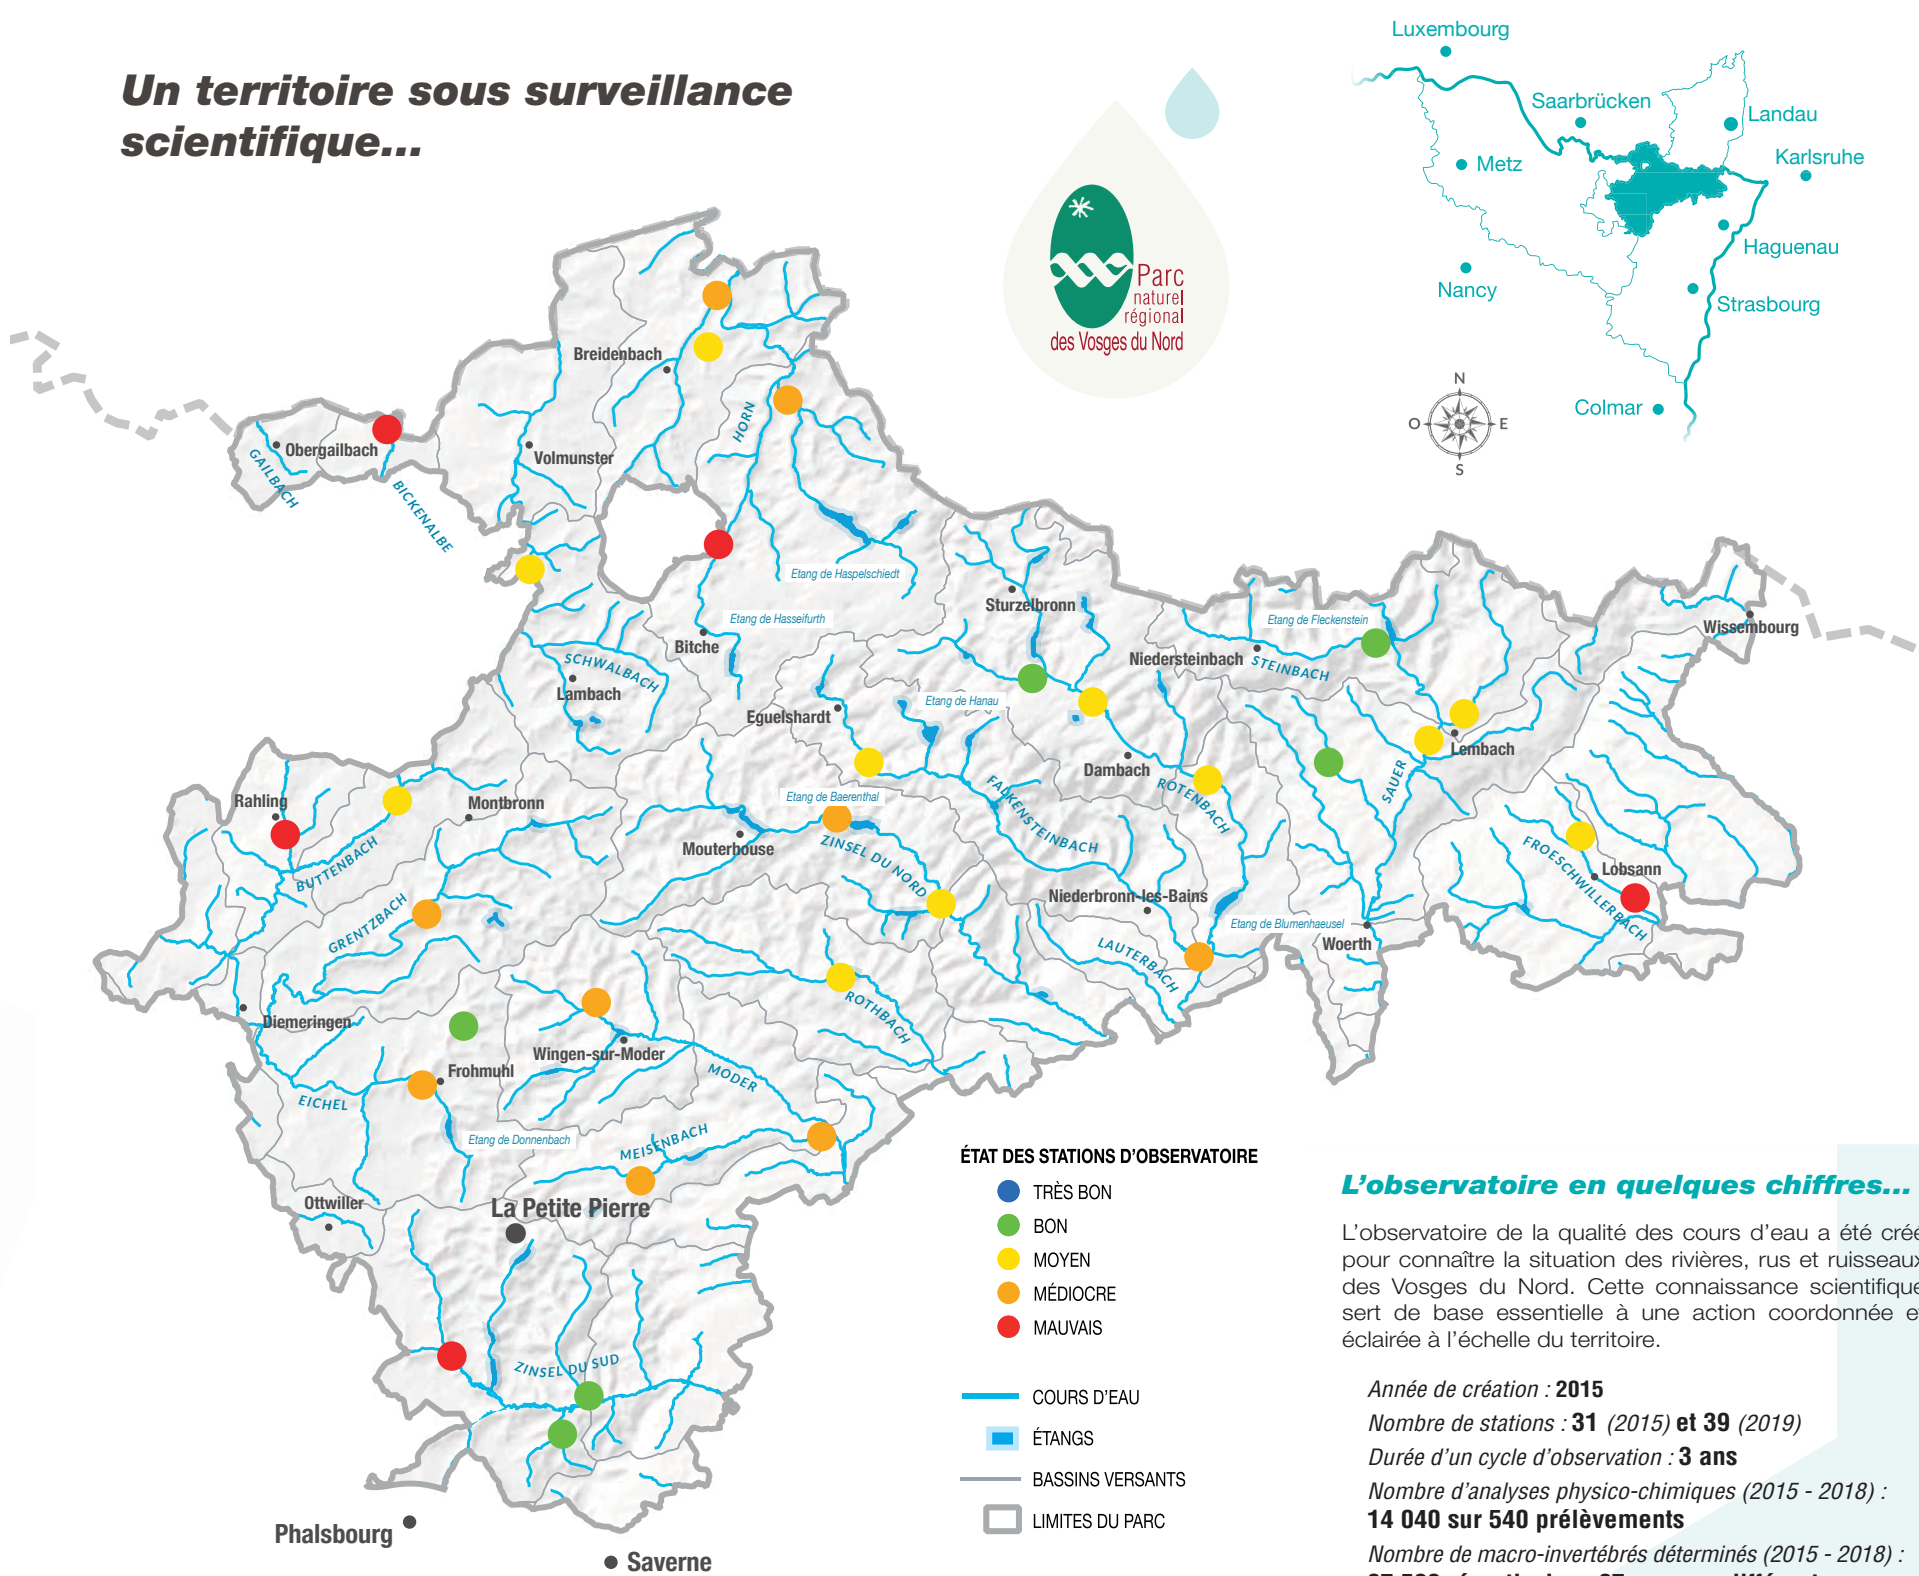 Un territoire sous surveillance
scientifique...
Parc
naturel
régional
des Vosges du Nord
Luxembourg
Saarbrücken
Landau
Metz
Karlsruhe
Haguenau
Nancy
Strasbourg
Colmar
N
O
E
S
Breidenbach
HORN
Obergailbach
GAILBACH
BICKENALBE
Volmunster
Etang de Haspelschiedt
Etang de Hasseifurth
Bitche
Sturzelbronn
Etang de Fleckenstein
Wissembourg
Niedersteinbach
STEINBACH
SCHWALBACH
Lambach
Eguelshardt
Etang de Hanau
Lembach
Dambach
ROTENBACH
SAUER
FALKENSTEINBACH
Rahling
Montbronn
BUTTENBACH
Etang de Baerenthal
Mouterhouse
ZINSEL DU NORD
FROESCHWILLERBACH
Lobsann
Niederbronn-les-Bains
Etang de Blumenhaeusel
Woerth
LAUTERBACH
GRENTZBACH
ROTHBACH
Diemeringen
Wingen-sur-Moder
Frohmuhl
MODER
EICHEL
Etang de Donnenbach
MEISENBACH
Ottwiller
La Petite Pierre
ZINSEL DU SUD
Phalsbourg
Saverne
ÉTAT DES STATIONS D'OBSERVATOIRE
TRÈS BON
BON
MOYEN
MÉDIOCRE
MAUVAIS
COURS D'EAU
ÉTANGS
BASSINS VERSANTS
LIMITES DU PARC
L'observatoire en quelques chiffres...
L'observatoire de la qualité des cours d'eau a été créé
pour connaître la situation des rivières, rus et ruisseaux
des Vosges du Nord. Cette connaissance scientifique
sert de base essentielle à une action coordonnée e
éclairée à l'échelle du territoire.
Année de création : 2015
Nombre de stations : 31 (2015) et 39 (2019)
Durée d'un cycle d'observation : 3 ans
Nombre d'analyses physico-chimiques (2015 - 2018) :
14 040 sur 540 prélèvements
Nombre de macro-invertébrés déterminés (2015 - 2018) :